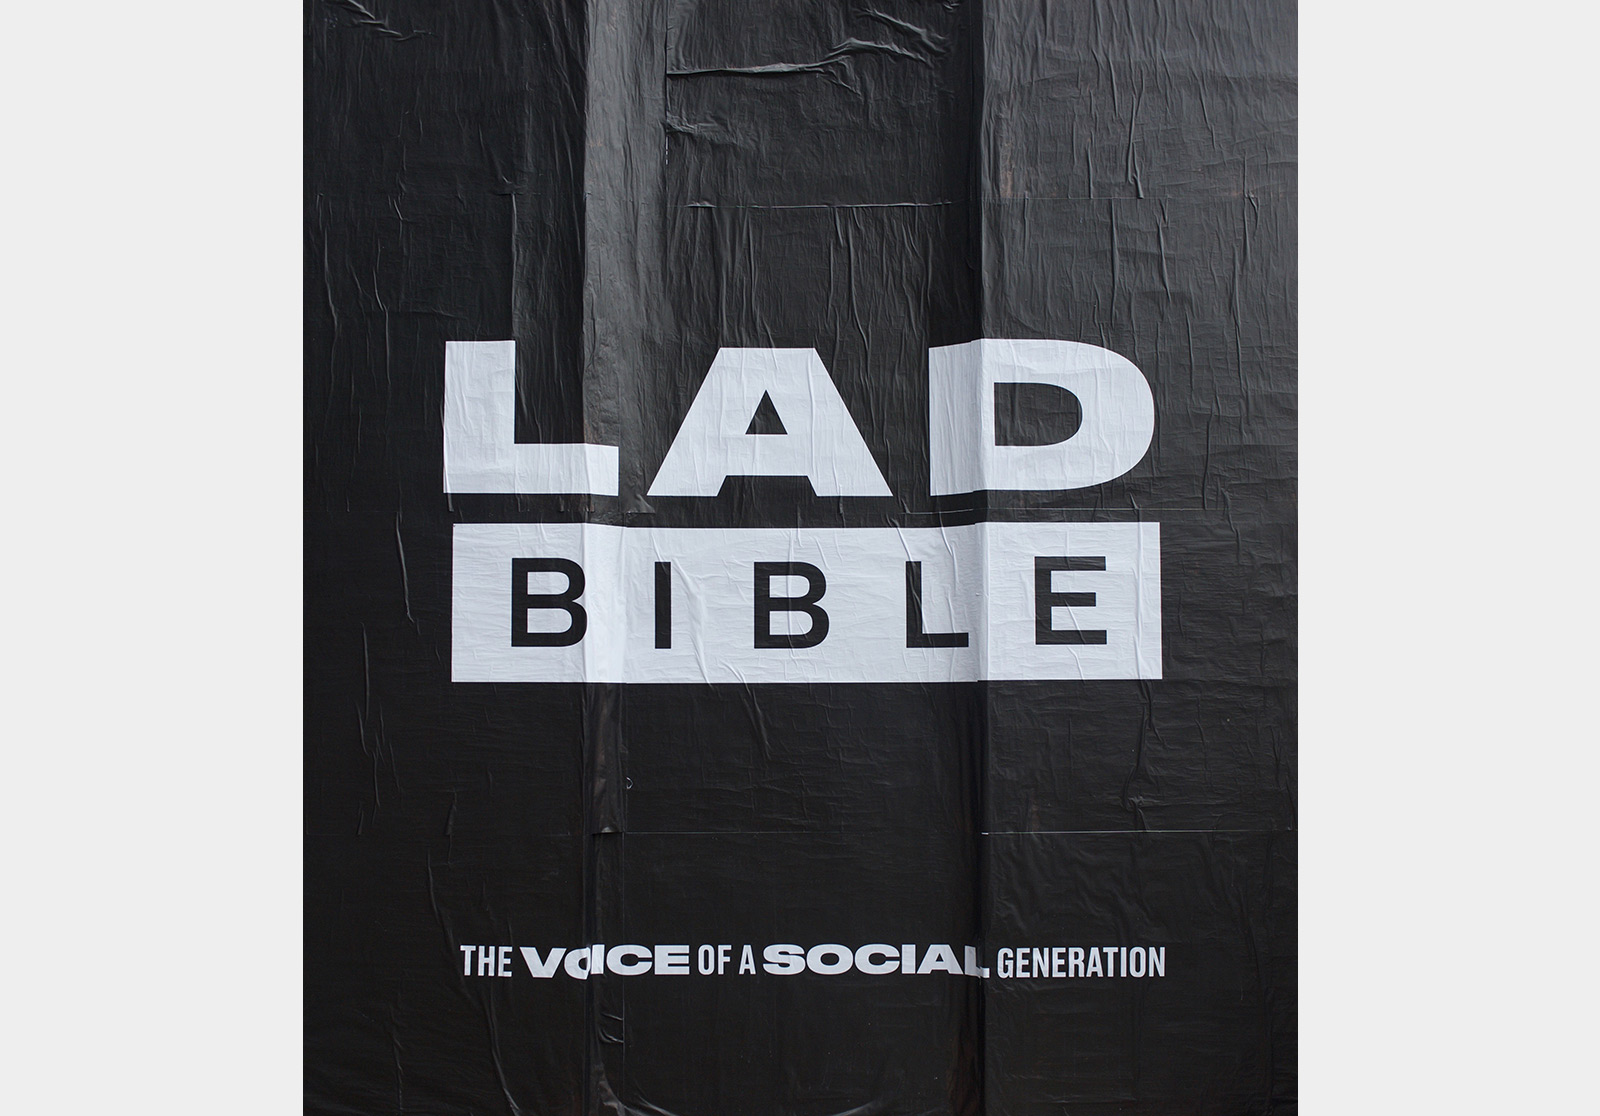 LAD
BIBLE
THE VOICE OF A SOCIAL GENERATION